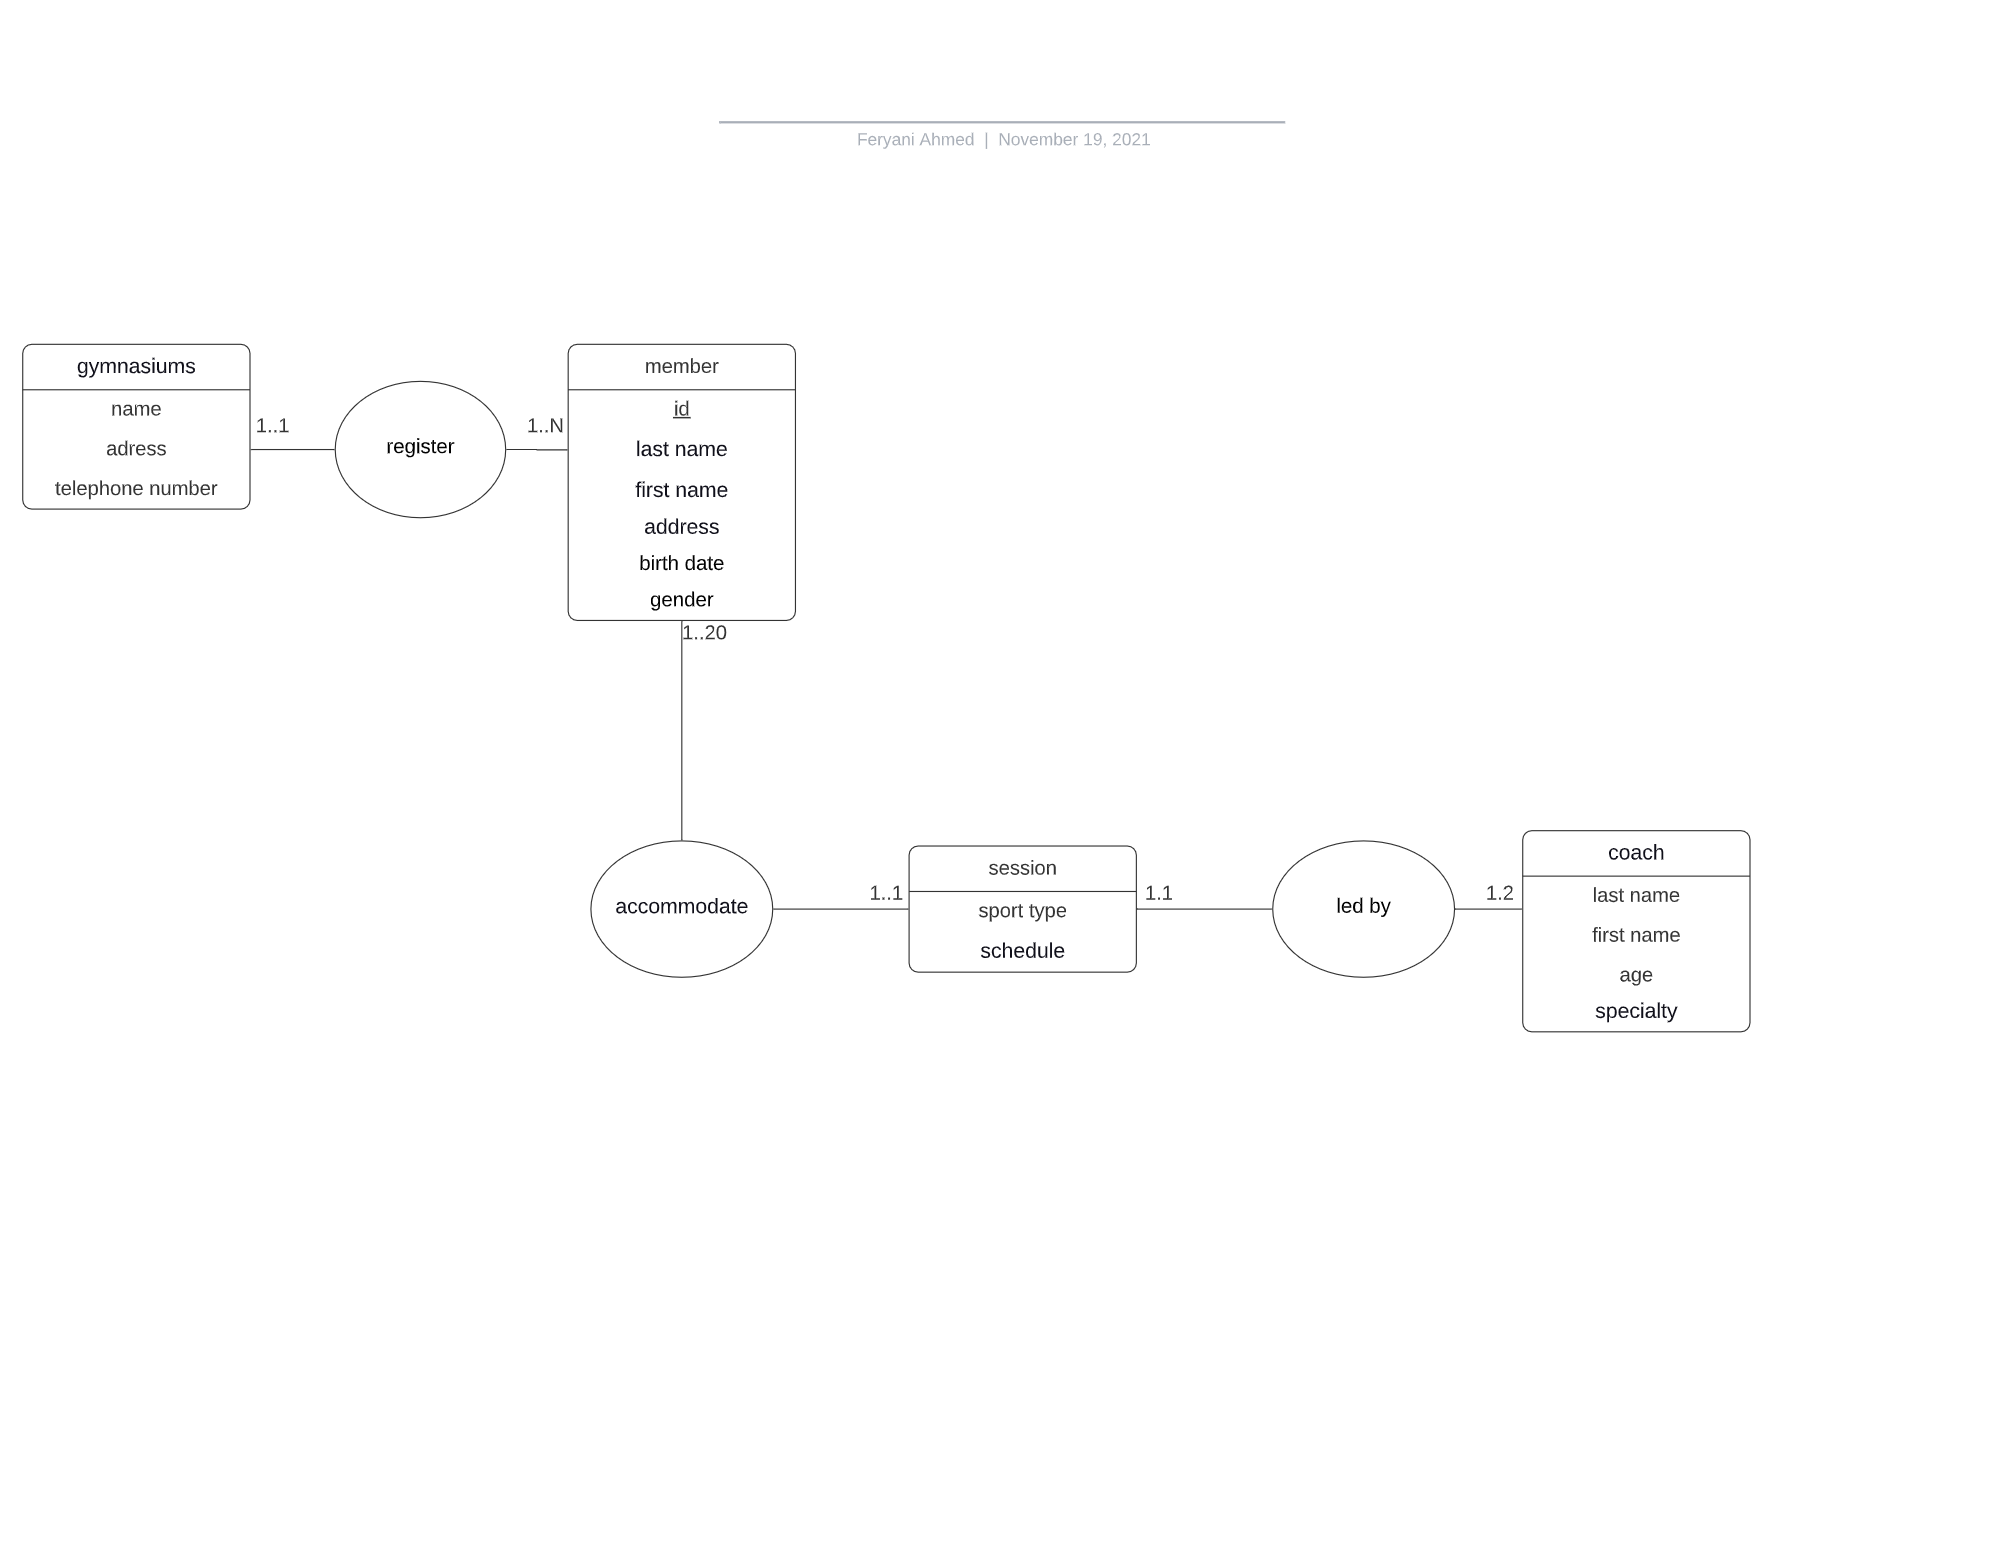 Feryani Ahmed | November 19, 2021
gymnasiums
name
adress
telephone number
1..1
register
1..N
member
id
last name
first name
address
birth date
gender
1..20
accommodate
1..1
session
sport type
schedule
1.1
led by
1.2
coach
last name
first name
age
specialty